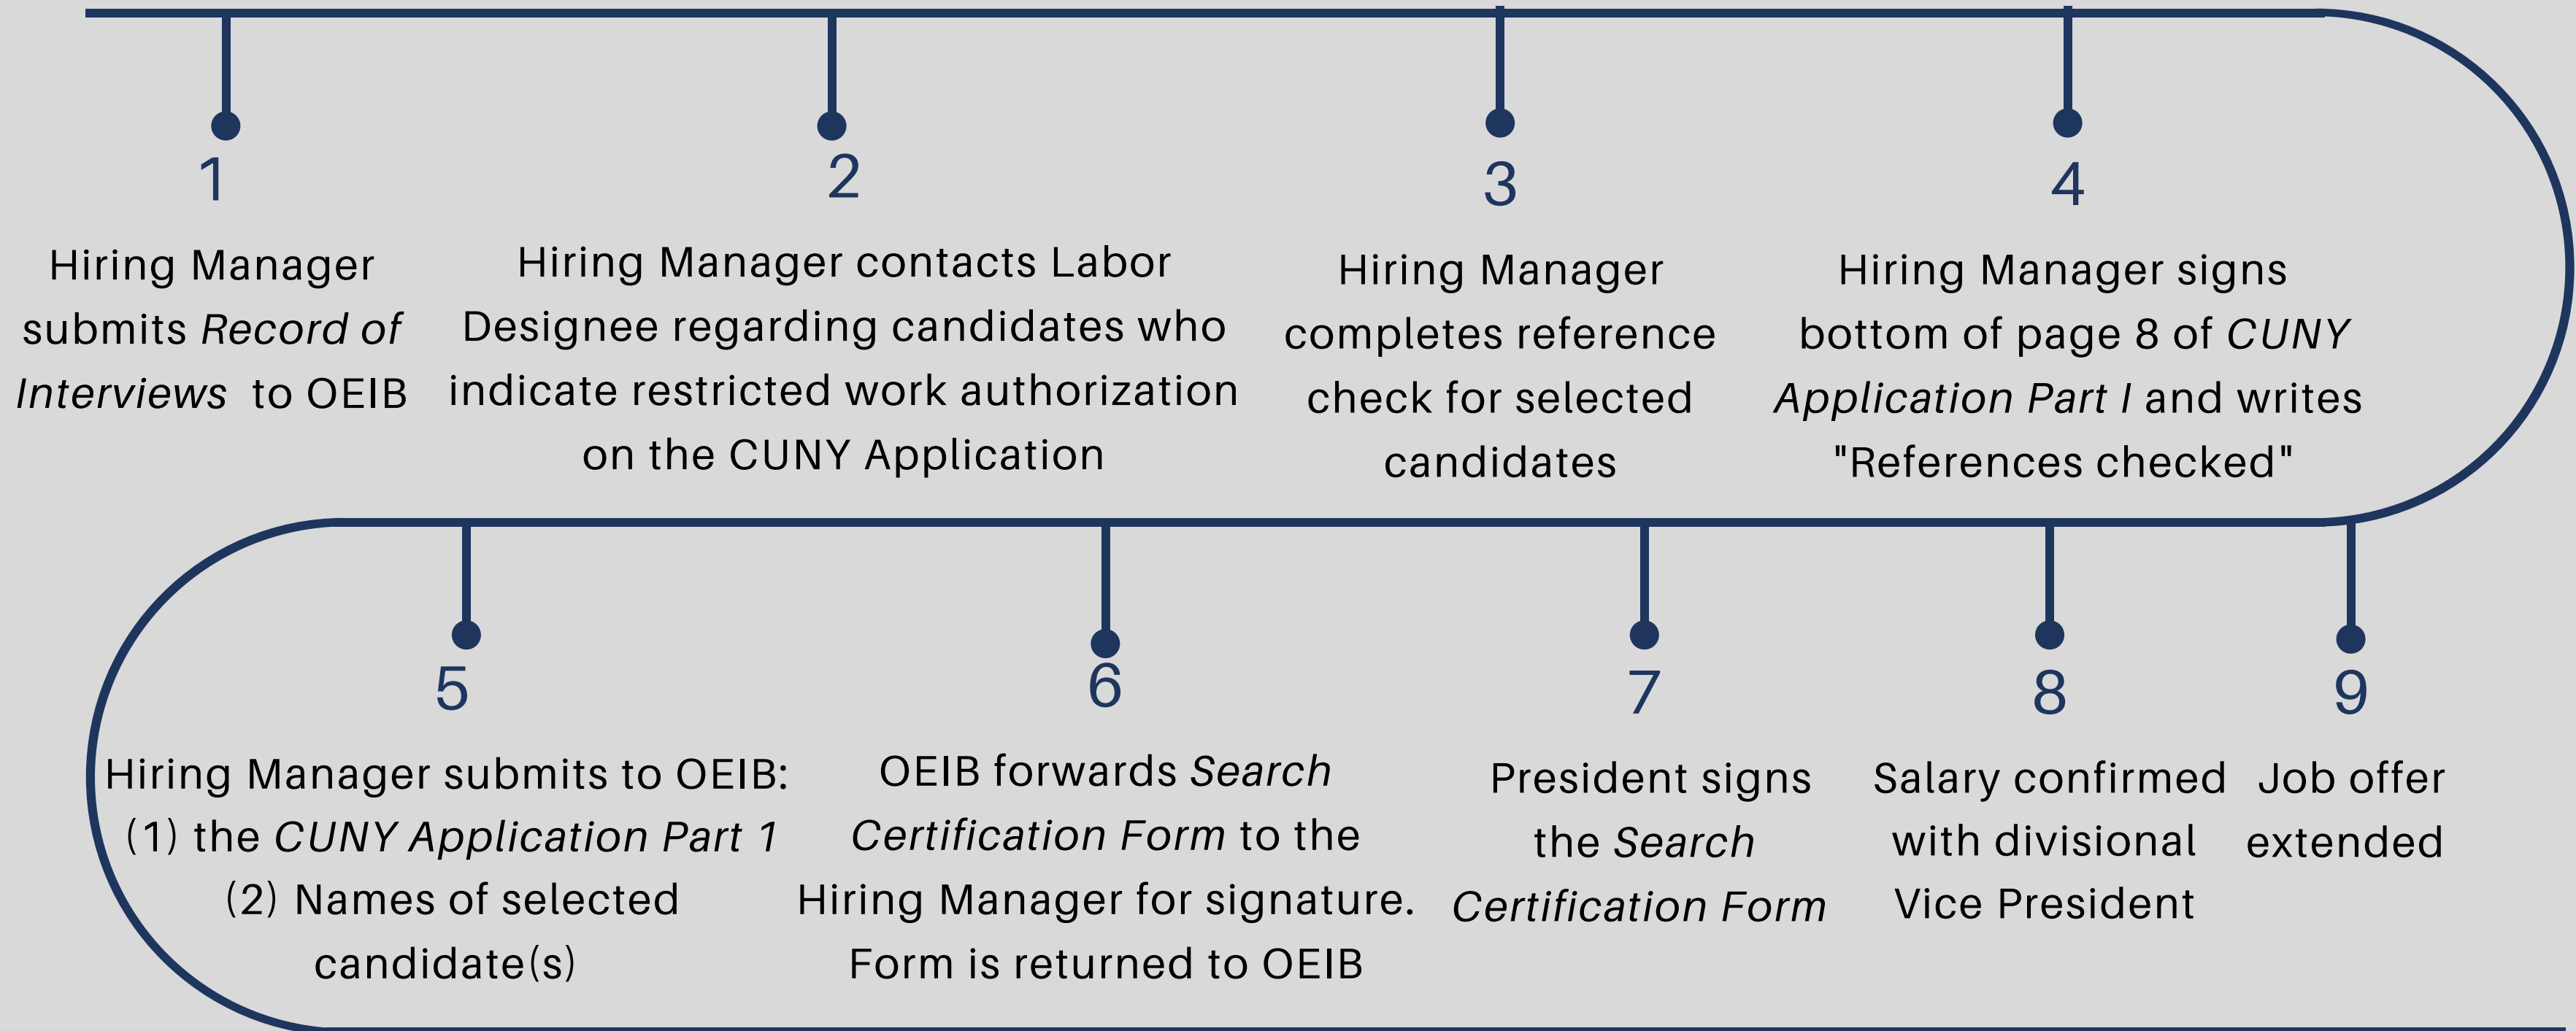 1
Hiring Manager
submits Record of
Interviews to OEIB
2
Hiring Manager contacts Labor
Designee regarding candidates who
indicate restricted work authorization
on the CUNY Application
3
Hiring Manager
completes reference
check for selected
candidates
4
Hiring Manager signs
bottom of page 8 of CUNY
Application Part I and writes
"References checked"
5
Hiring Manager submits to OEIB:
(1) the CUNY Application Part 1
(2) Names of selected
candidate(s)
6
OEIB forwards Search
Certification Form to the
Hiring Manager for signature.
Form is returned to OEIB
7
President signs
the Search
Certification Form
8
Salary confirmed
with divisional
Vice President
9
Job offer
extended